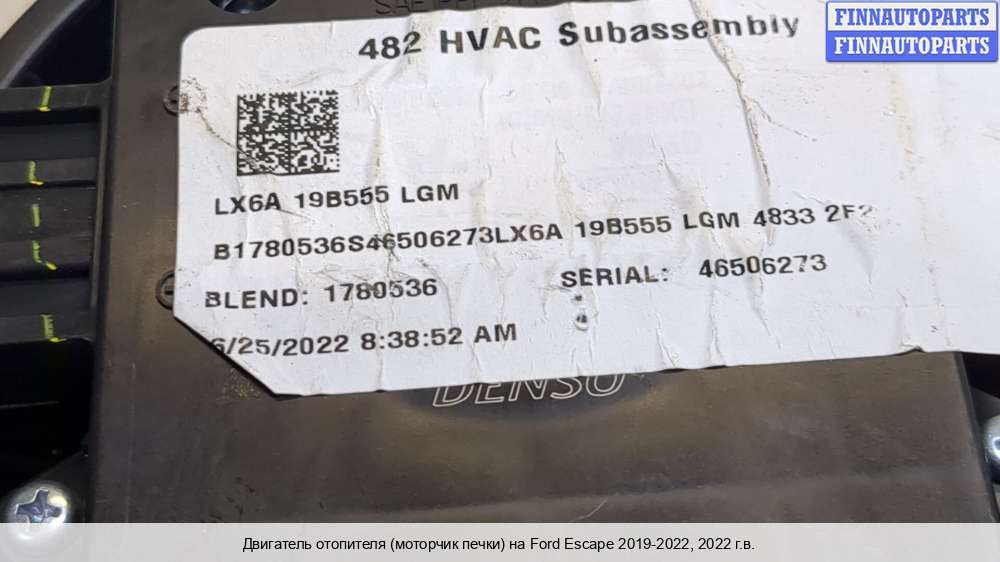 FINNAUTOPARTS
FINNAUTOPARTS
482 HVAC Subassembly
LX6A 19B555 LGM
B1780536S46506273LX6A 19B555 LGM 4833 2F2
BLEND: 1780536 SERIAL: 46506273
6/25/2022 8:38:52 AM
DENSO
Двигатель отопителя (моторчик печки) на Ford Escape 2019-2022, 2022 г.в.